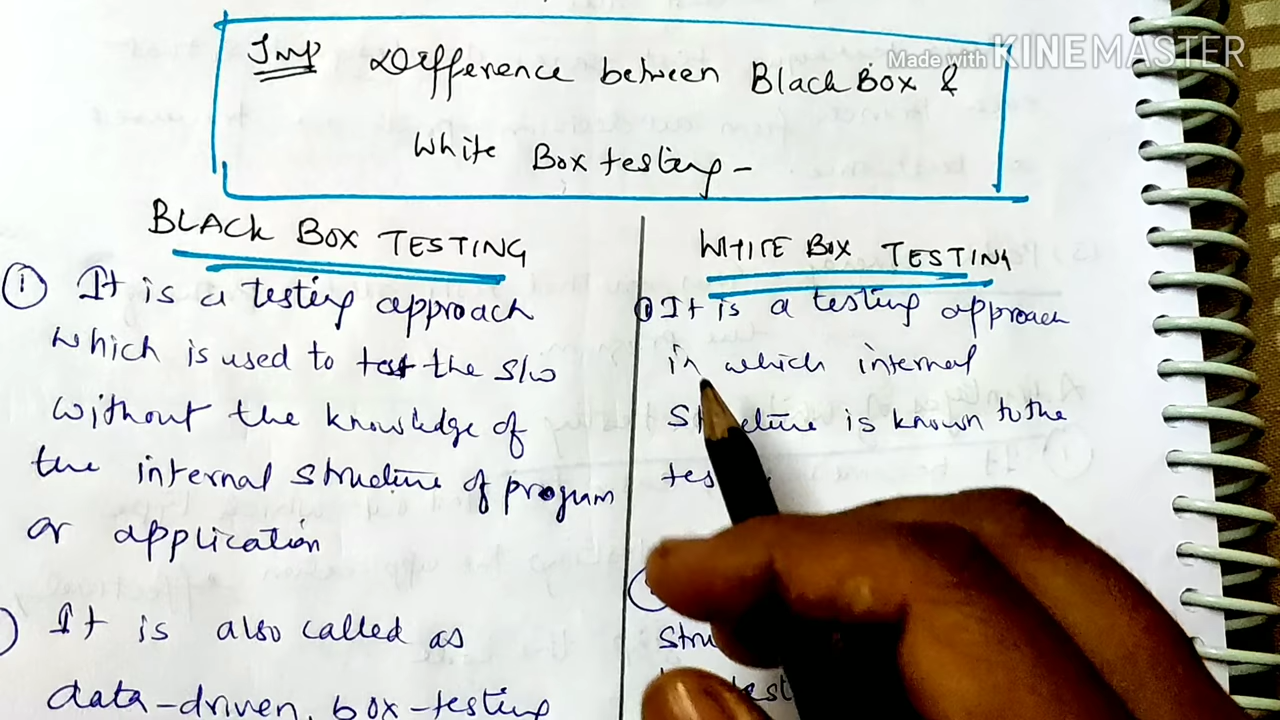 Made with KINEMASTER
Imp Difference between Black Box &
White Box testing -
BLACK BOX TESTING
① It is a testing approach
which is used to test the S/w
without the knowledge of
the internal structure of program
or application
It is also called as
data-driven, box-testing
WHITE BOX TESTING
① It is a testing approach
in which internal
is known to the